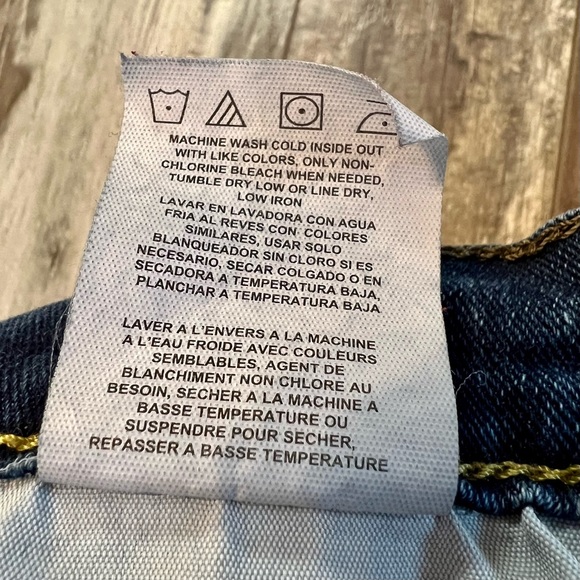 MACHINE WASH COLD INSIDE OUT
WITH LIKE COLORS, ONLY NON-
CHLORINE BLEACH WHEN NEEDED,
TUMBLE DRY LOW OR LINE DRY,
LOW IRON
LAVAR EN LAVADORA CON AGUA
FRIA AL REVES CON COLORES
SIMILARES, USAR SOLO
BLANQUEADOR SIN CLORO SI ES
NECESARIO, SECAR COLGADO O EN
SECADORA A TEMPERATURA BAJA,
PLANCHAR A TEMPERATURA BAJA
LAVER A L'ENVERS A LA MACHINE
A L'EAU FROIDE AVEC COULEURS
SEMBLABLES, AGENT DE
BLANCHIMENT NON CHLORE AU
BESOIN, SECHER A LA MACHINE A
BASSE TEMPERATURE OU
SUSPENDRE POUR SECHER,
REPASSER A BASSE TEMPERATURE